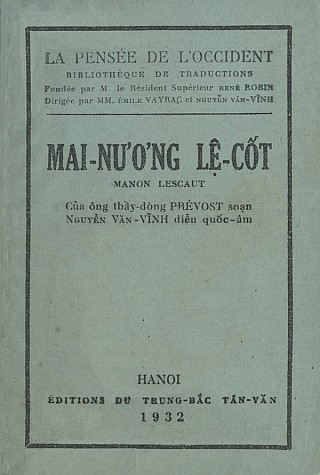 LA PENSÉE DE L'OCCIDENT
BIBLIOTHÈQUE DE TRADUCTIONS
Fondée par M. le Résident Supérieur RENÉ ROBIN
Dirigée par MM. ÉMILE VAYRAC et NGUYỄN VĂN-VĨNH
MAI-NƯƠNG LỆ-CỐT
MANON LESCAUT
Của ông thầy-dòng PRÉVOST soạn
NGUYỄN VĂN-VĨNH diễn quốc-âm
HANOI
ÉDITIONS DU TRUNG-BẮC TÂN-VĂN
1932